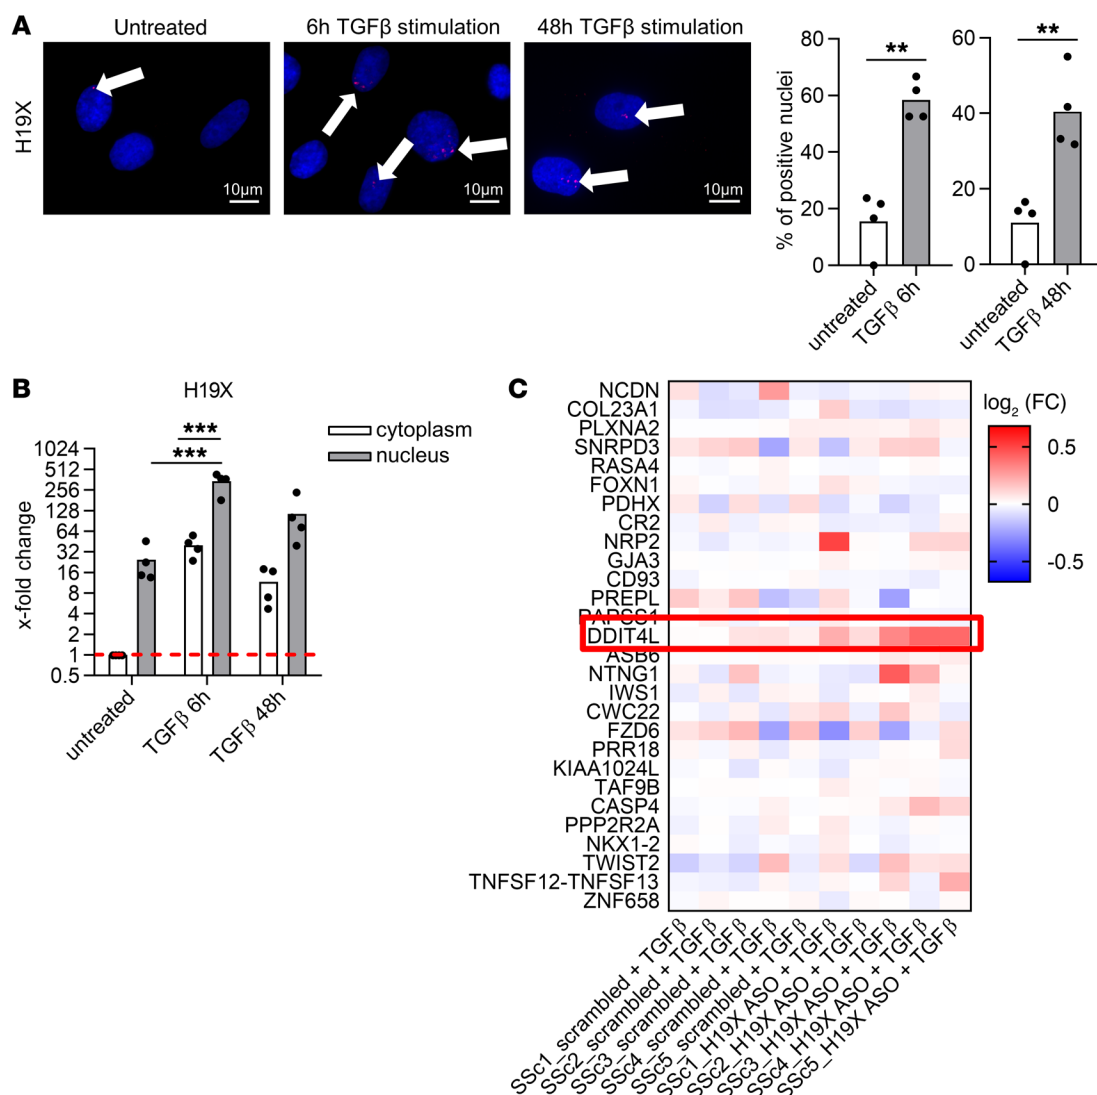 A
Untreated
6h TGFβ stimulation
48h TGFβ stimulation
H19X
10μm
10μm
10μm
% of positive nuclei
80
60
40
20
0
**
untreated
TGFβ 6h
60
40
20
0
**
untreated
TGFβ 48h
B
H19X
***
***
cytoplasm
nucleus
x-fold change
1024
512
256
128
64
32
16
8
4
2
1
0.5
untreated
TGFβ 6h
TGFβ 48h
C
NCDN
COL23A1
PLXNA2
SNRPD3
RASA4
FOXN1
PDHX
CR2
NRP2
GJA3
CD93
PREPL
PAPSS1
DDIT4L
ASB6
NTNG1
IWS1
CWC22
FZD6
PRR18
KIAA1024L
TAF9B
CASP4
PPP2R2A
NKX1-2
TWIST2
TNFSF12-TNFSF13
ZNF658
log2 (FC)
0.5
0
-0.5
SSc1_scrambled + TGFβ
SSc2_scrambled + TGFβ
SSc3_scrambled + TGFβ
SSc4_scrambled + TGFβ
SSc5_scrambled + TGFβ
SSc1_H19X ASO + TGFβ
SSc2_H19X ASO + TGFβ
SSc3_H19X ASO + TGFβ
SSc4_H19X ASO + TGFβ
SSc5_H19X ASO + TGFβ